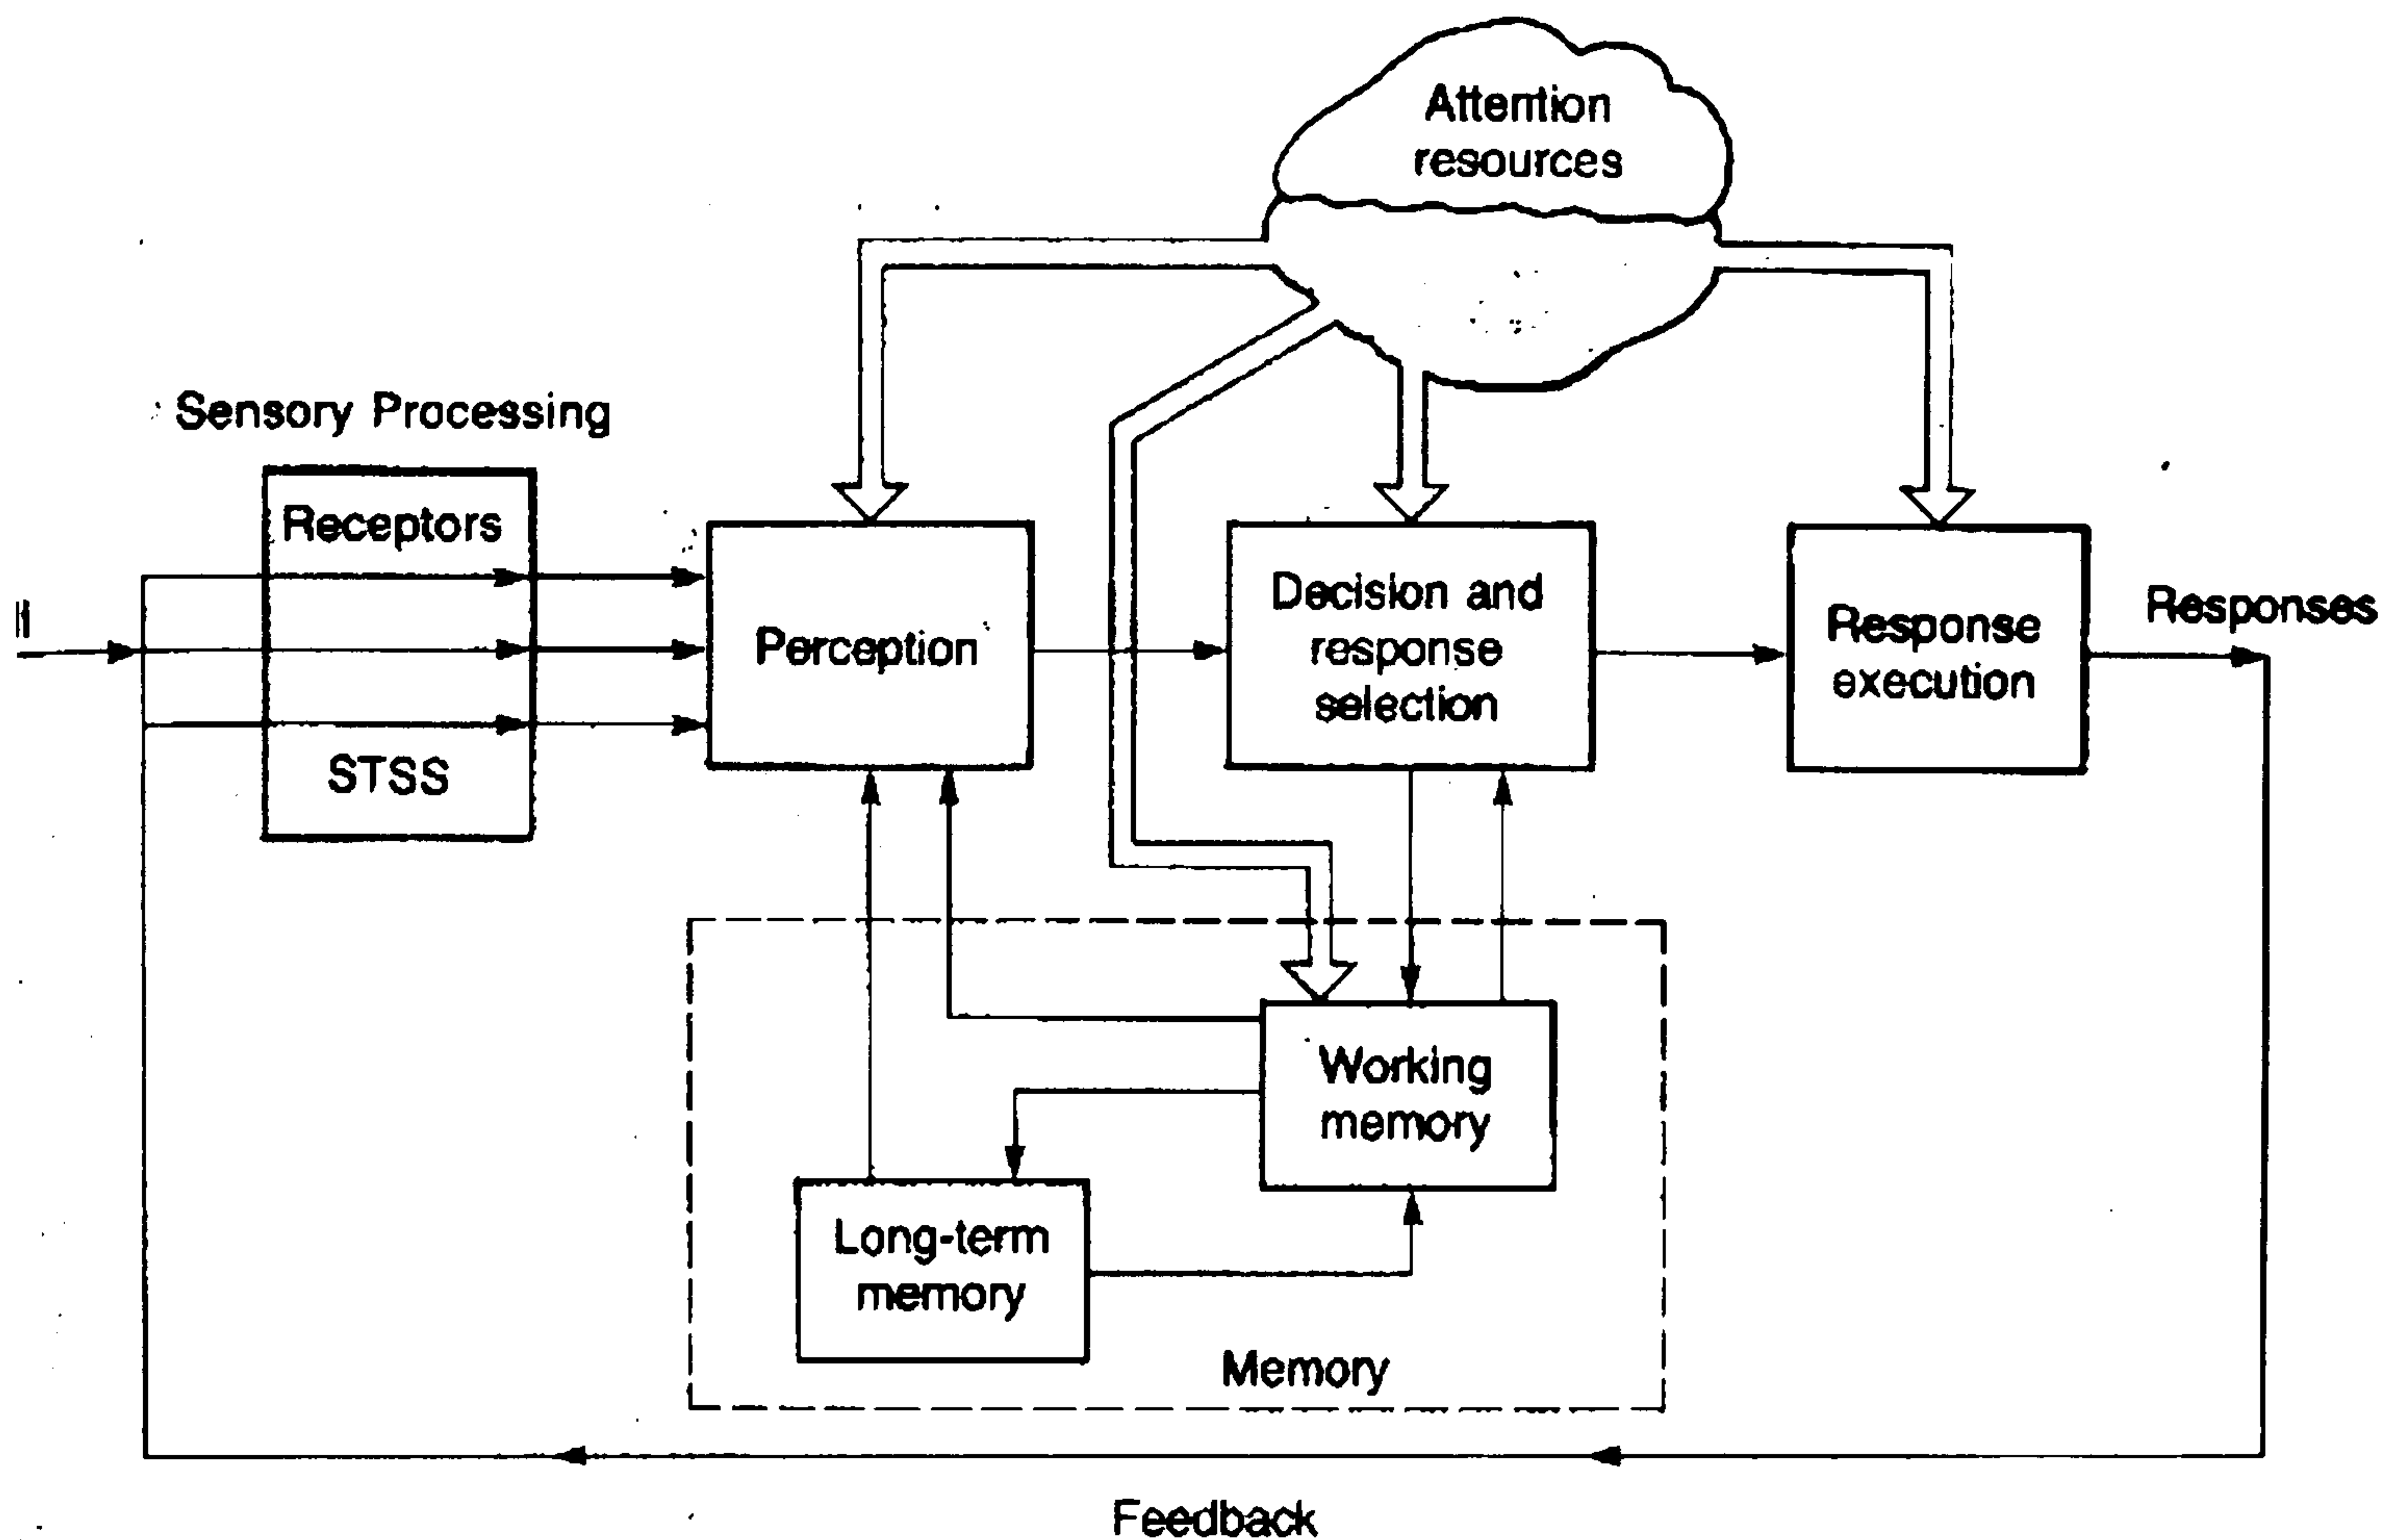 Attention
resources
Sensory Processing
Receptors
STSS
Perception
Decision and
response
selection
Response
execution
Responses
Working
memory
Long-term
memory
Memory
Feedback